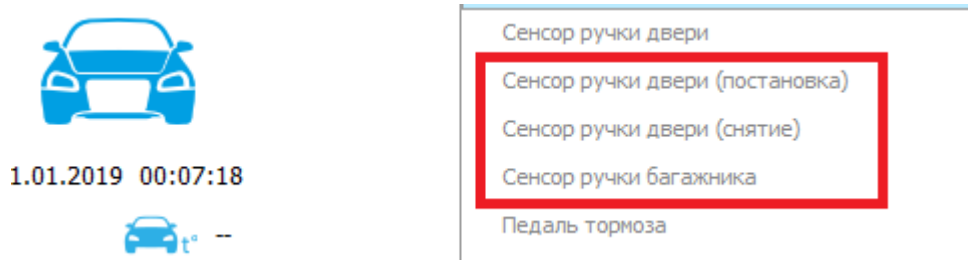 1.01.2019 00:07:18
t° --
Сенсор ручки двери
Сенсор ручки двери (постановка)
Сенсор ручки двери (снятие)
Сенсор ручки багажника
Педаль тормоза